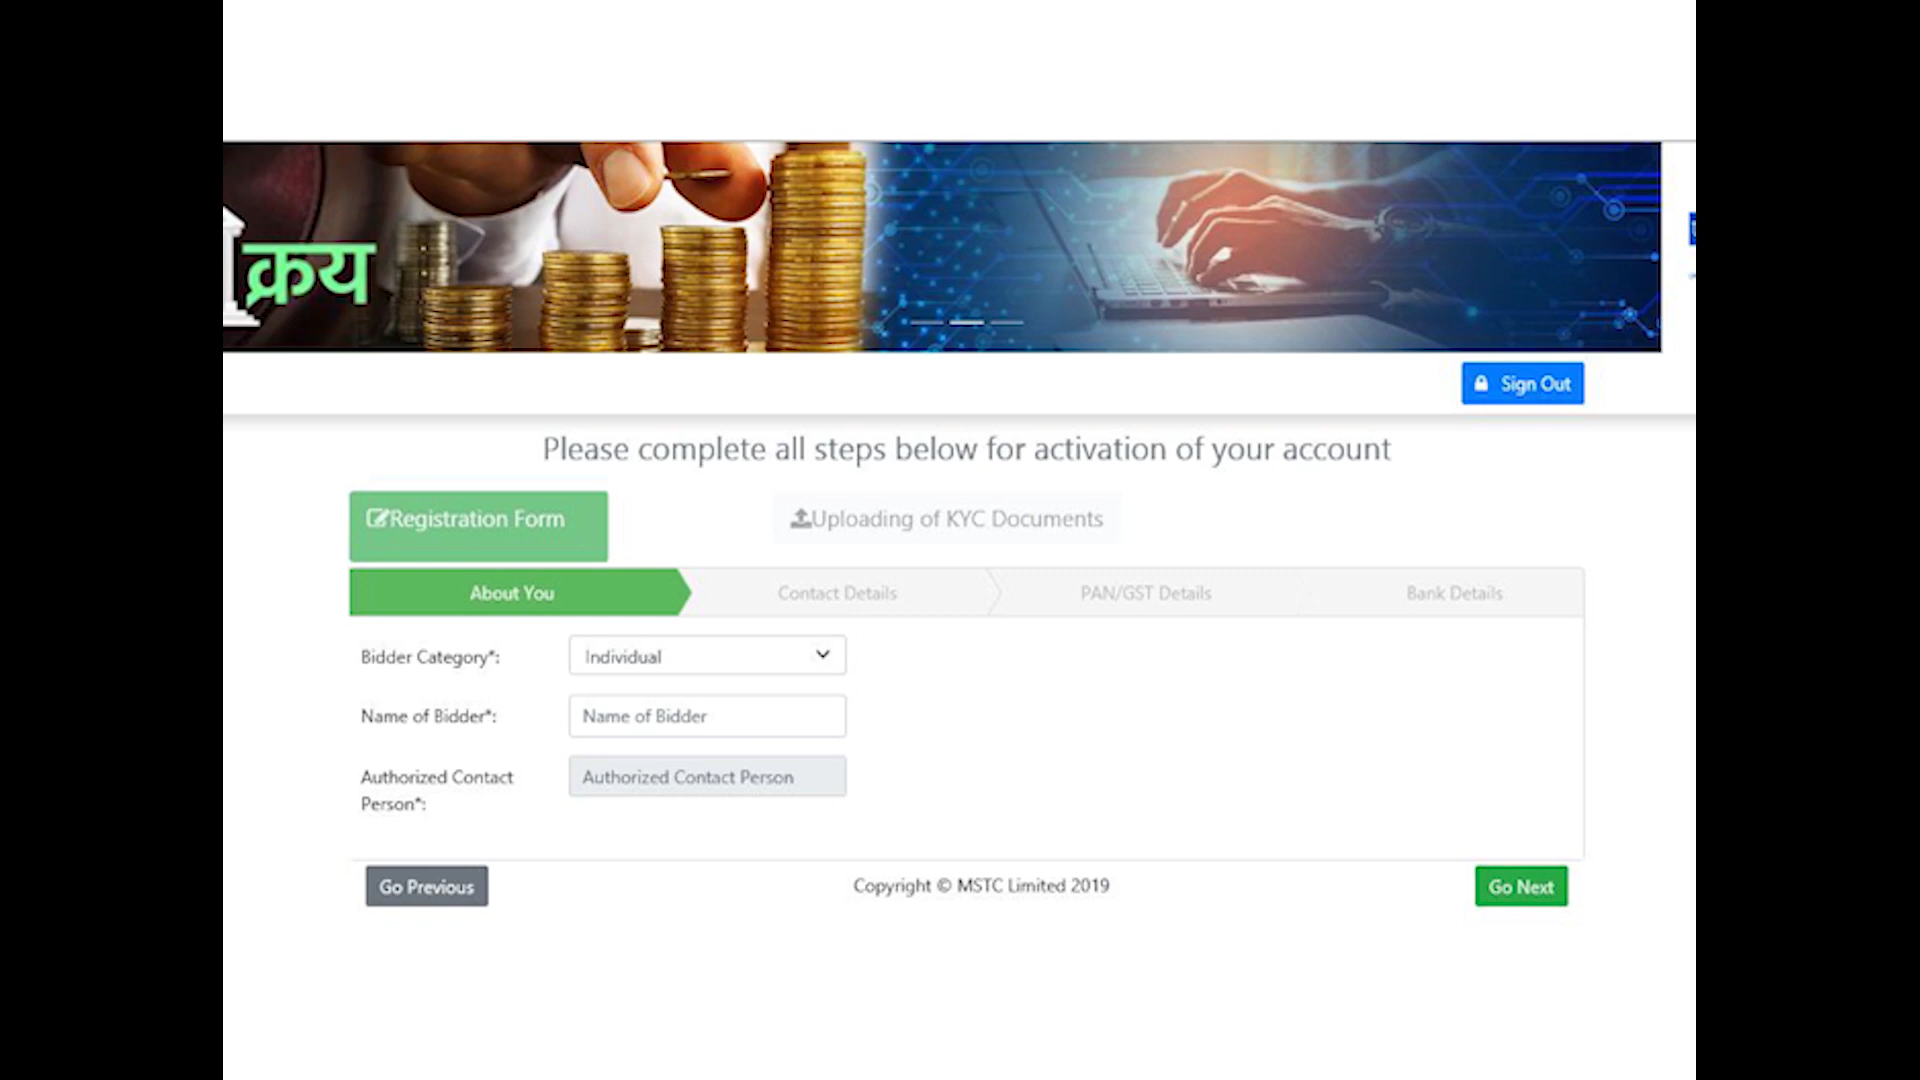 क्रय
Sign Out
Please complete all steps below for activation of your account
Registration Form
Uploading of KYC Documents
About You
Contact Details
PAN/GST Details
Bank Details
Bidder Category*:
Individual
Name of Bidder*:
Name of Bidder
Authorized Contact
Person*:
Authorized Contact Person
Go Previous
Copyright © MSTC Limited 2019
Go Next